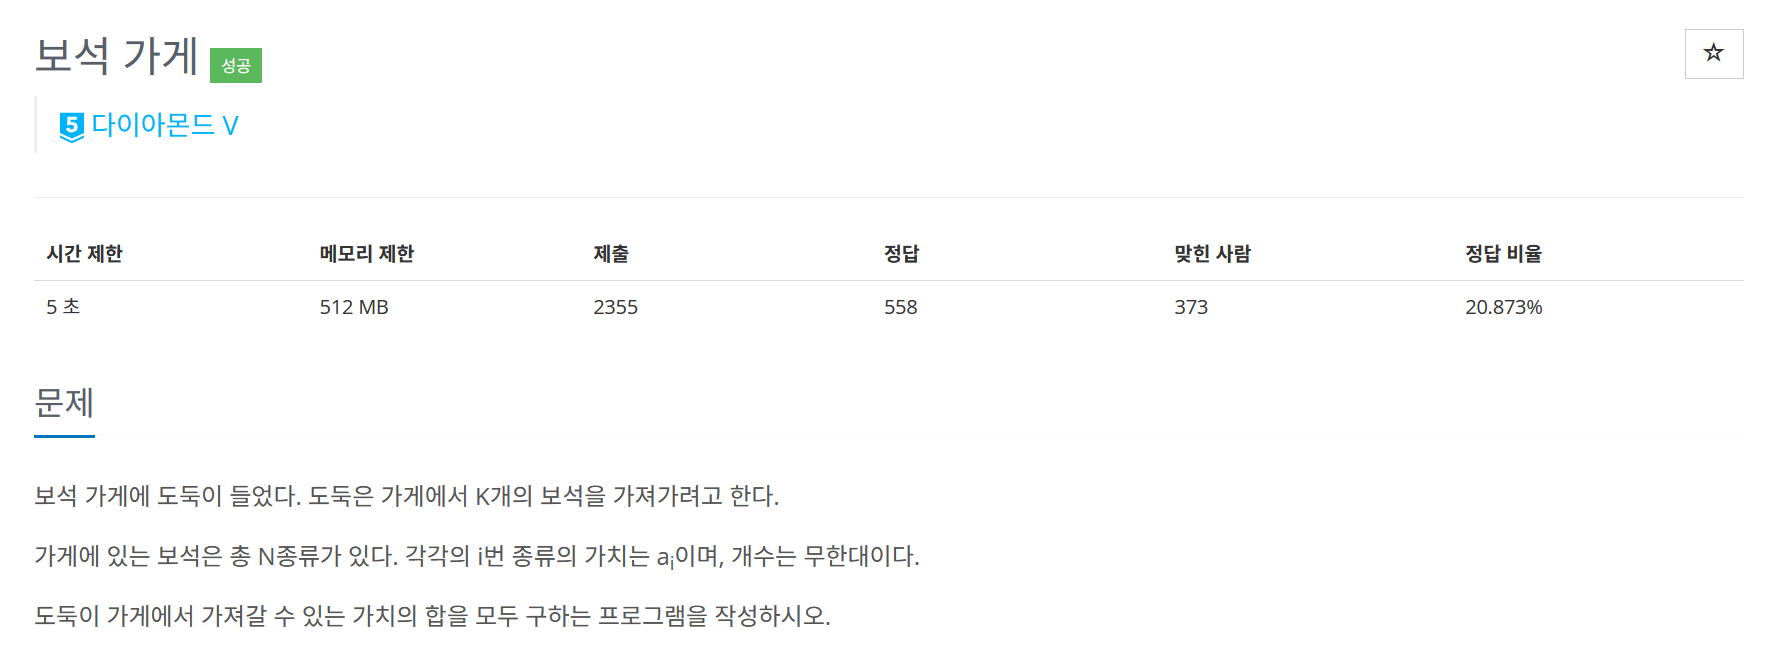 보석 가게 성공
☆
5 다이아몬드 V
시간 제한 메모리 제한 제출 정답 맞힌 사람 정답 비율
5 초 512 MB 2355 558 373 20.873%
문제
보석 가게에 도둑이 들었다. 도둑은 가게에서 K개의 보석을 가져가려고 한다.
가게에 있는 보석은 총 N종류가 있다. 각각의 i번 종류의 가치는 aᵢ이며, 개수는 무한대이다.
도둑이 가게에서 가져갈 수 있는 가치의 합을 모두 구하는 프로그램을 작성하시오.